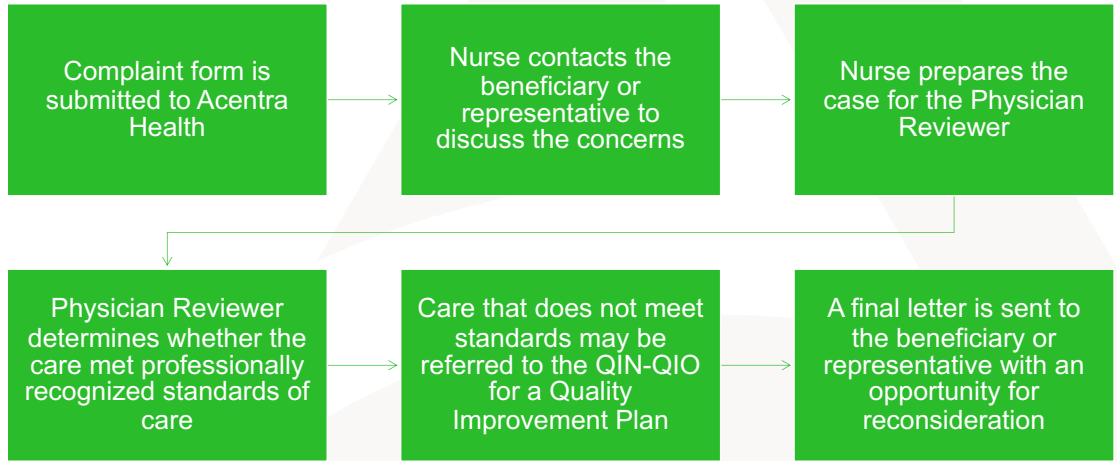 Complaint form is
submitted to Acentra
Health
Nurse contacts the
beneficiary or
representative to
discuss the concerns
Nurse prepares the
case for the Physician
Reviewer
Physician Reviewer
determines whether the
care met professionally
recognized standards of
care
Care that does not meet
standards may be
referred to the QIN-QIO
for a Quality
Improvement Plan
A final letter is sent to
the beneficiary or
representative with an
opportunity for
reconsideration